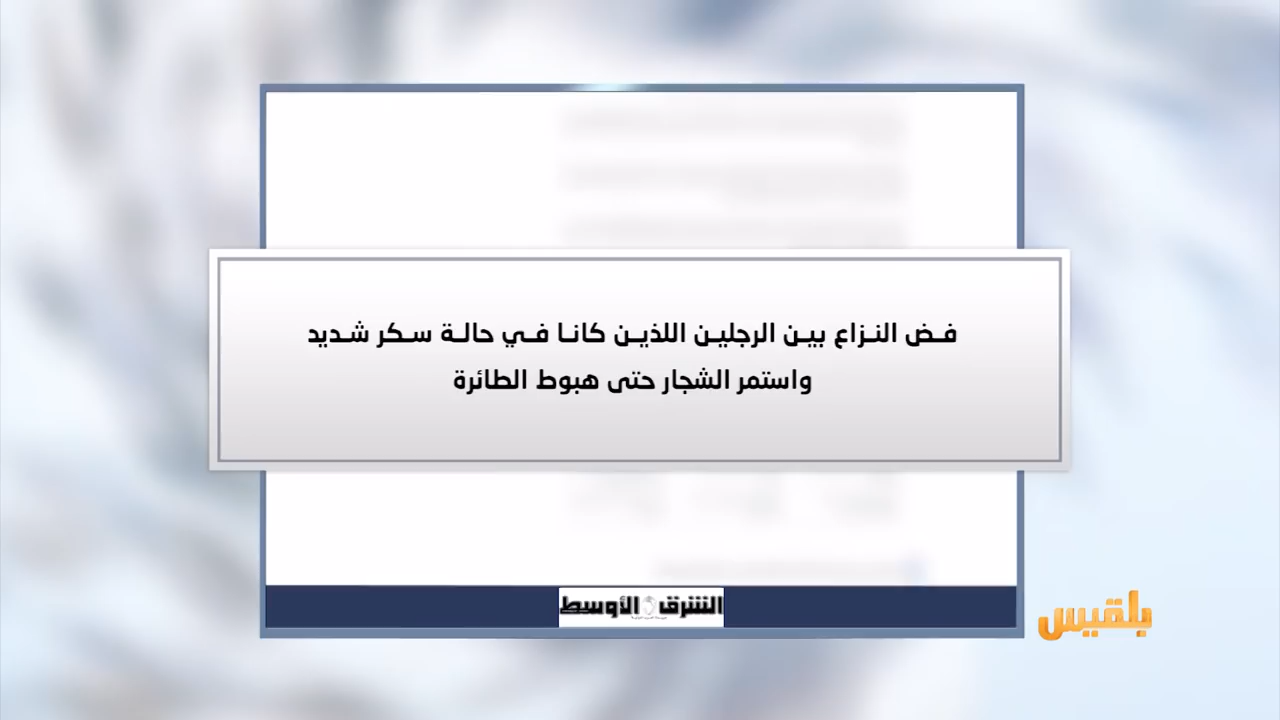 فض النزاع بين الرجلين اللذين كانا في حالة سكر شديد
واستمر الشجار حتى هبوط الطائرة
الشرق الأوسط
بلقيس